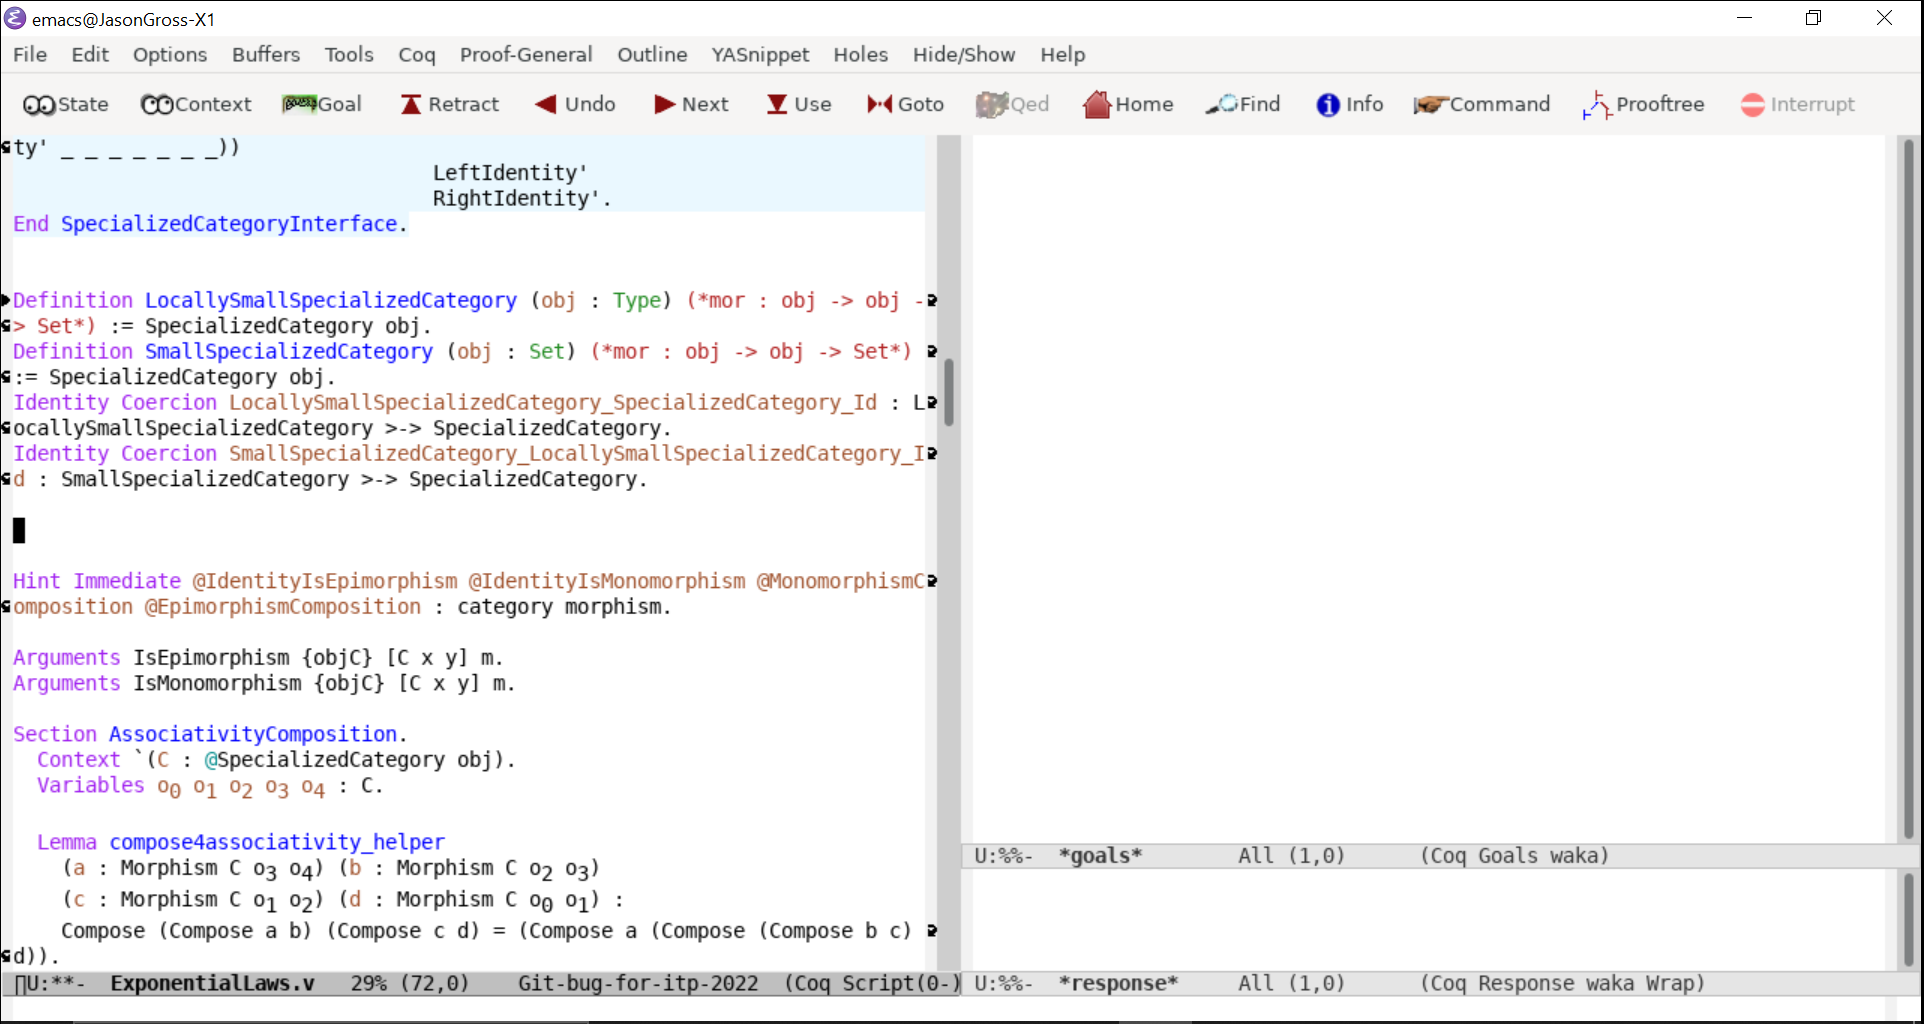 emacs@JasonGross-X1
File Edit Options Buffers Tools Coq Proof-General Outline YASnippet Holes Hide/Show Help
State Context Goal Retract Undo Next Use Goto Qed Home Find Info Command Prooftree Interrupt
ty' _ _ _ _ _ _ _))
LeftIdentity'
RightIdentity'.
End SpecializedCategoryInterface.
Definition LocallySmallSpecializedCategory (obj : Type) (*mor : obj -> obj -
> Set*) := SpecializedCategory obj.
Definition SmallSpecializedCategory (obj : Set) (*mor : obj -> obj -> Set*)
:= SpecializedCategory obj.
Identity Coercion LocallySmallSpecializedCategory_SpecializedCategory_Id : L
ocallySmallSpecializedCategory >-> SpecializedCategory.
Identity Coercion SmallSpecializedCategory_LocallySmallSpecializedCategory_I
d : SmallSpecializedCategory >-> SpecializedCategory.
Hint Immediate @IdentityIsEpimorphism @IdentityIsMonomorphism @MonomorphismC
omposition @EpimorphismComposition : category morphism.
Arguments IsEpimorphism {objC} [C x y] m.
Arguments IsMonomorphism {objC} [C x y] m.
Section AssociativityComposition.
Context `(C : @SpecializedCategory obj).
Variables o0 o1 o2 o3 o4 : C.
Lemma compose4associativity_helper
(a : Morphism C o3 o4) (b : Morphism C o2 o3)
(c : Morphism C o1 o2) (d : Morphism C o0 o1) :
Compose (Compose a b) (Compose c d) = (Compose a (Compose (Compose b c)
d)).
U:**- ExponentialLaws.v 29% (72,0) Git-bug-for-itp-2022 (Coq Script(0-)
U:%%- *goals* All (1,0) (Coq Goals waka)
U:%%- *response* All (1,0) (Coq Response waka Wrap)